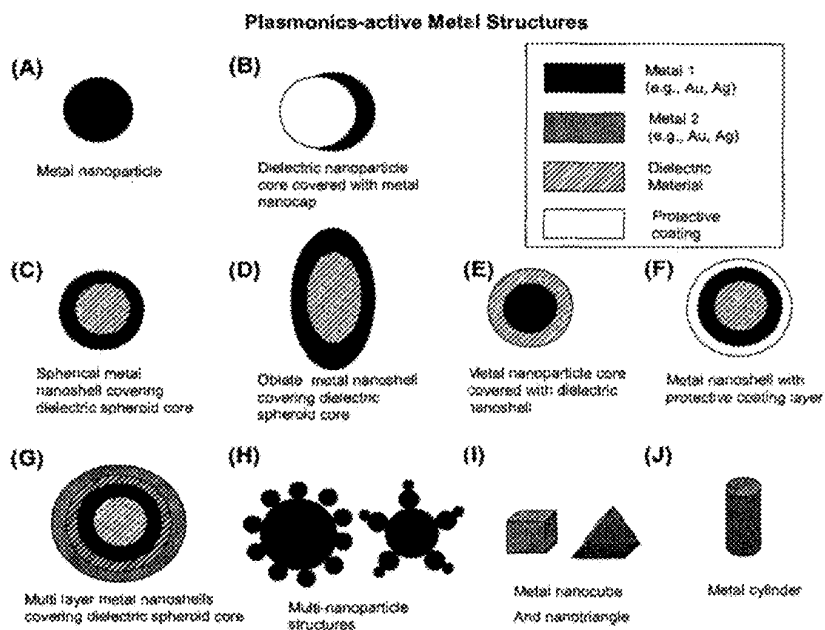 Plasmonics-active Metal Structures
(A)
Metal nanoparticle
(B)
Dielectric nanoparticle
core covered with metal
nanocap
Metal 1
(e.g., Au, Ag)
Metal 2
(e.g., Au, Ag)
Dielectric
Material
Protective
coating
(C)
Spherical metal
nanoshell covering
dielectric spheroid core
(D)
Oblate metal nanoshell
covering dielectric
spheroid core
(E)
Metal nanoparticle core
covered with dielectric
nanoshell
(F)
Metal nanoshell with
protective coating layer
(G)
Multi layer metal nanoshells
covering dielectric spheroid core
(H)
Multi-nanoparticle
structures
(I)
Metal nanocube
And nanotriangle
(J)
Metal cylinder